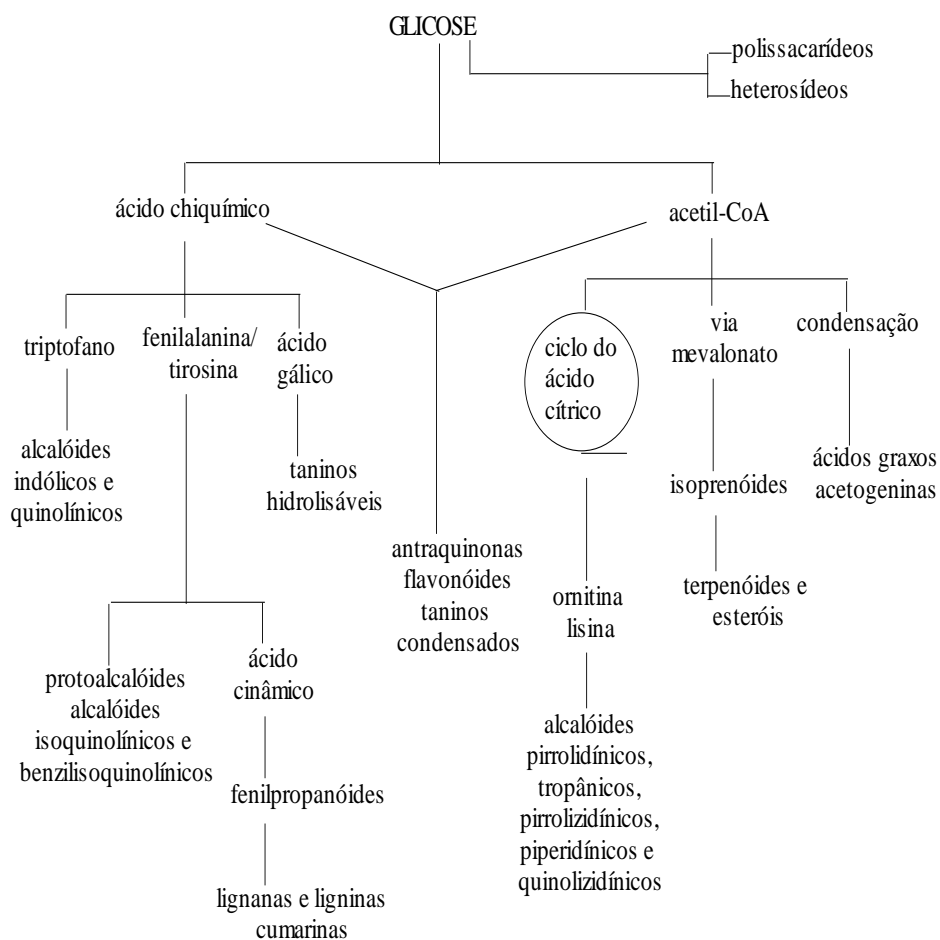 GLICOSE
polissacarídeos
heterosídeos
ácido chiquímico
acetil-CoA
triptofano
fenilalanina/
tirosina
ácido
gálico
ciclo do
ácido
cítrico
via
mevalonato
condensação
alcalóides
indólicos e
quinolínicos
taninos
hidrolisáveis
isoprenóides
ácidos graxos
acetogeninas
antraquinonas
flavonóides
taninos
condensados
ornitina
lisina
terpenóides e
esteróis
protoalcalóides
alcalóides
isoquinolínicos e
benzilisoquinolínicos
ácido
cinâmico
fenilpropanóides
lignanas e ligninas
cumarinas
alcalóides
pirrolidínicos,
tropânicos,
pirrolizidínicos,
piperidínicos e
quinolizidínicos